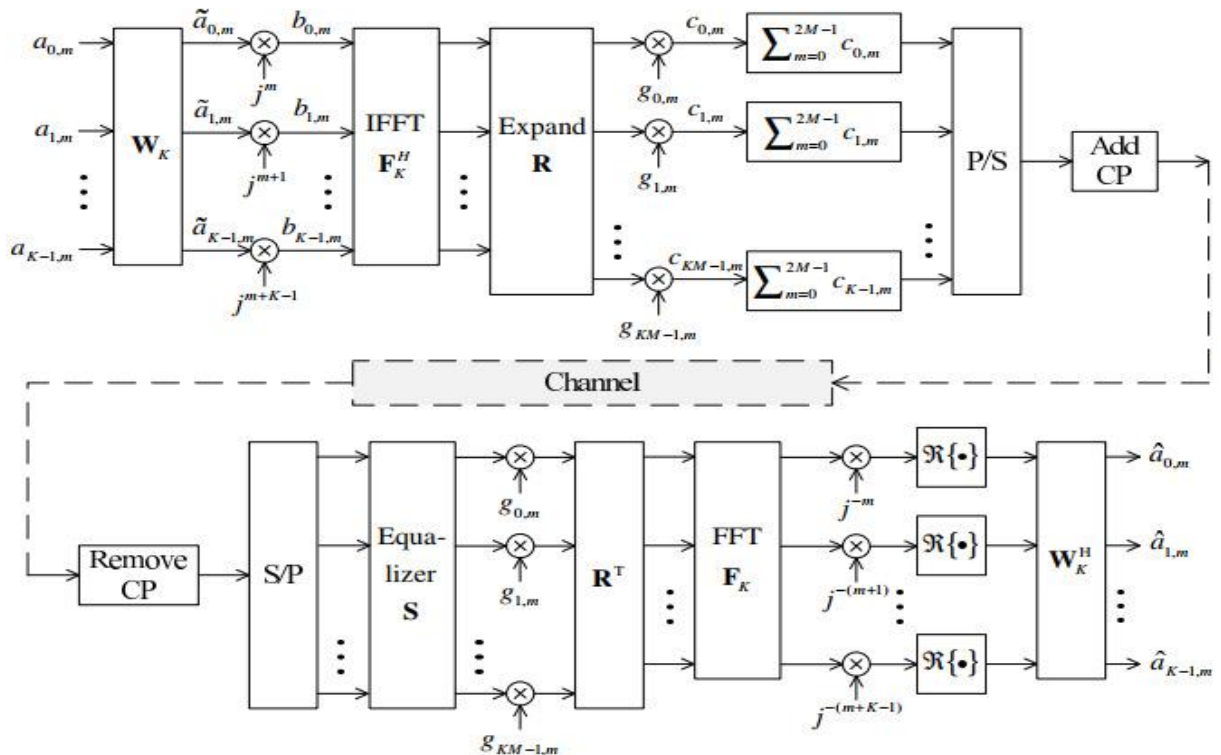 a_{0,m}
a_{1,m}
a_{K-1,m}
W_K
ã_{0,m}
ã_{1,m}
ã_{K-1,m}
j^m
j^{m+1}
j^{m+K-1}
b_{0,m}
b_{1,m}
b_{K-1,m}
IFFT
F_K^H
Expand
R
g_{0,m}
g_{1,m}
g_{KM-1,m}
c_{0,m}
c_{1,m}
c_{KM-1,m}
∑_{m=0}^{2M-1} c_{0,m}
∑_{m=0}^{2M-1} c_{1,m}
∑_{m=0}^{2M-1} c_{K-1,m}
P/S
Add
CP
Channel
Remove
CP
S/P
Equa-
lizer
S
g_{0,m}
g_{1,m}
g_{KM-1,m}
R^T
FFT
F_K
j^{-m}
j^{-(m+1)}
j^{-(m+K-1)}
ℜ{•}
ℜ{•}
ℜ{•}
W_K^H
â_{0,m}
â_{1,m}
â_{K-1,m}